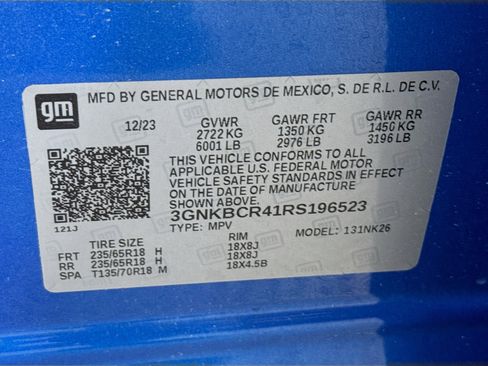 gm
MFD BY GENERAL MOTORS DE MEXICO, S. DE R.L. DE C.V.
12/23 GVWR GAWR FRT GAWR RR
2722 KG 1350 KG 1450 KG
6001 LB 2976 LB 3196 LB
THIS VEHICLE CONFORMS TO ALL
APPLICABLE U.S. FEDERAL MOTOR
VEHICLE SAFETY STANDARDS IN EFFECT
ON THE DATE OF MANUFACTURE
SHOWN ABOVE.
3GNKBCR41RS196523
121J TYPE: MPV MODEL: 131NK26
TIRE SIZE RIM
FRT 235/65R18 H 18X8J
RR 235/65R18 H 18X8J
SPA T135/70R18 M 18X4.5B